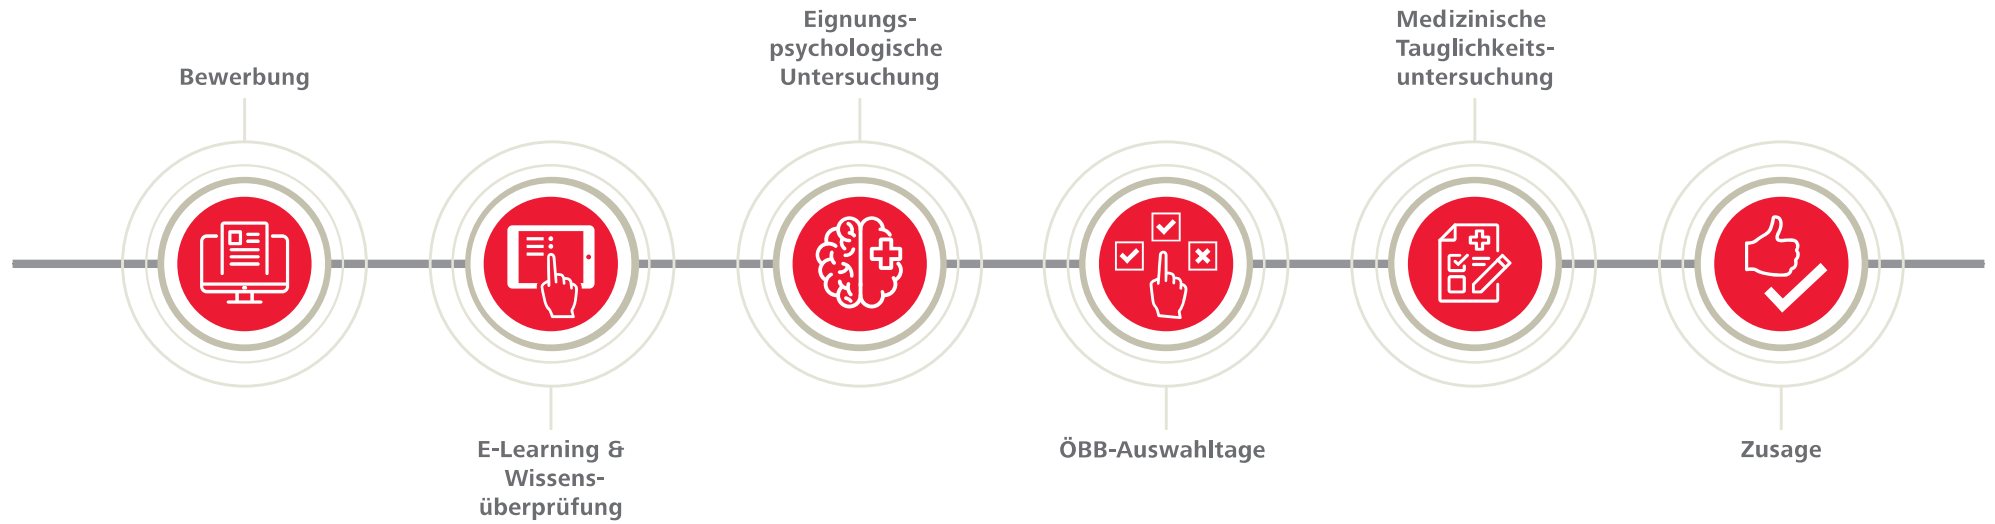 Bewerbung
E-Learning &
Wissens-
überprüfung
Eignungs-
psychologische
Untersuchung
ÖBB-Auswahltage
Medizinische
Tauglichkeits-
untersuchung
Zusage